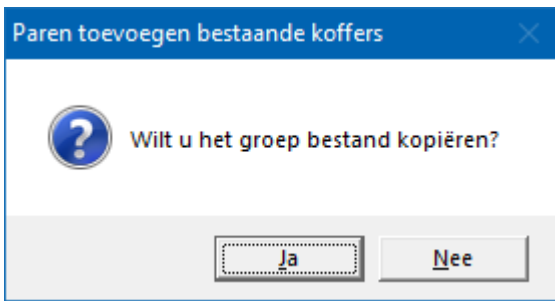 Paren toevoegen bestaande koffers
Wilt u het groep bestand kopiëren?
Ja
Nee